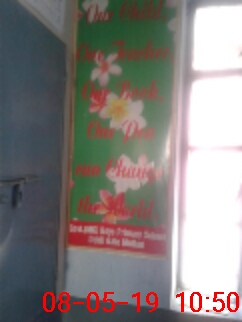 One Child,
One Teacher,
One Book,
One Pen
can Change
the World.
08-05-19 10:50